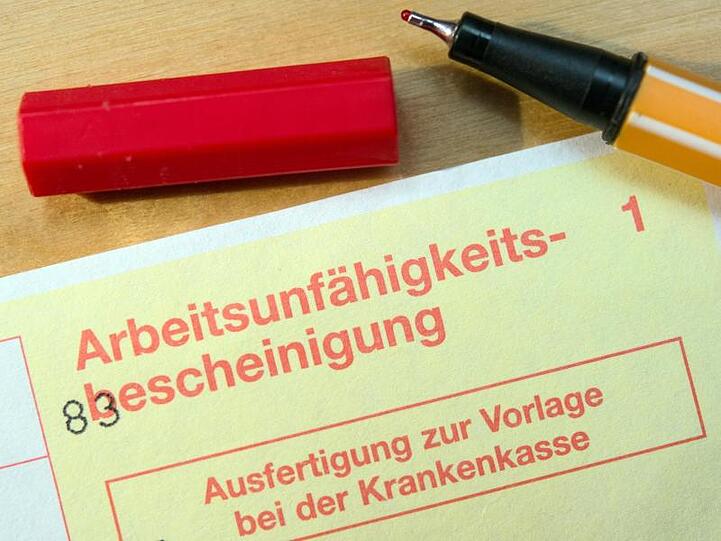 Arbeitsunfähigkeits- 1
bescheinigung
83
Ausfertigung zur Vorlage
bei der Krankenkasse